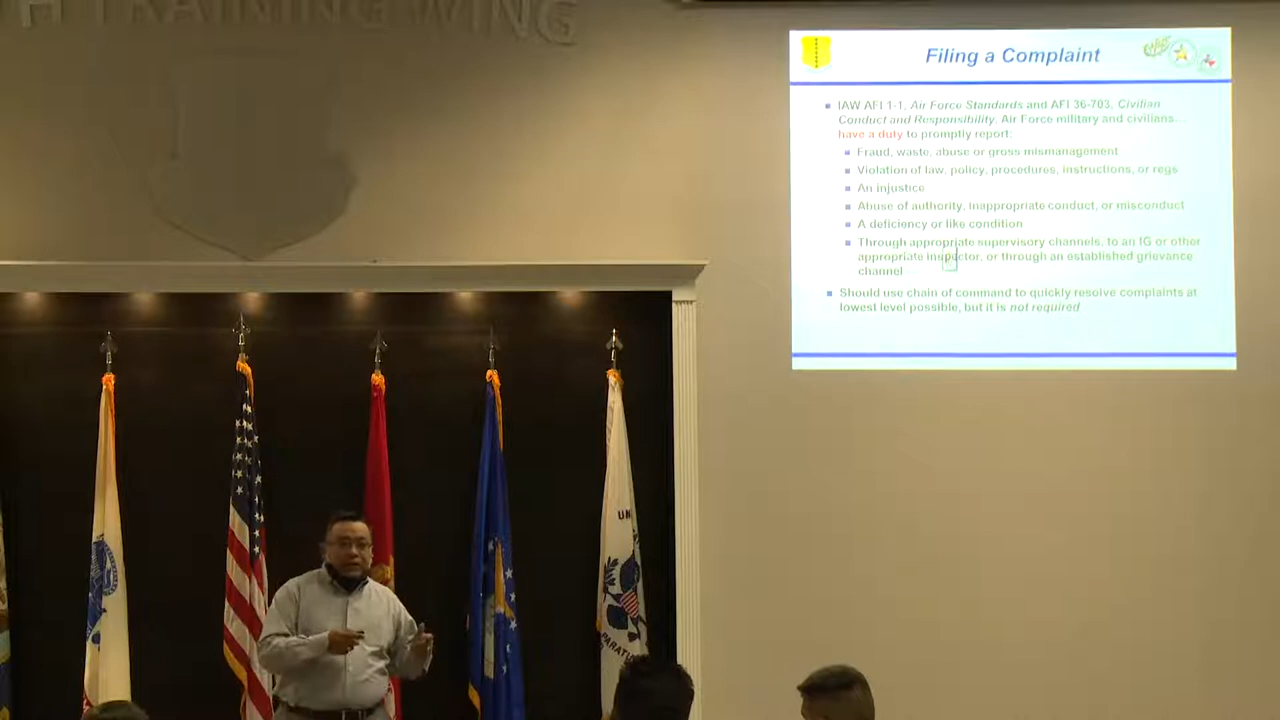 H TRAINING WING
Filing a Complaint
IAW AFI 1-1, Air Force Standards and AFI 36-703, Civilian
Conduct and Responsibility, Air Force military and civilians…
have a duty to promptly report:
Fraud, waste, abuse or gross mismanagement
Violation of law, policy, procedures, instructions, or regs
An injustice
Abuse of authority, inappropriate conduct, or misconduct
A deficiency or like condition
Through appropriate supervisory channels, to an IG or other
appropriate inspector, or through an established grievance
channel
Should use chain of command to quickly resolve complaints at
lowest level possible, but it is not required
UN
PARATU